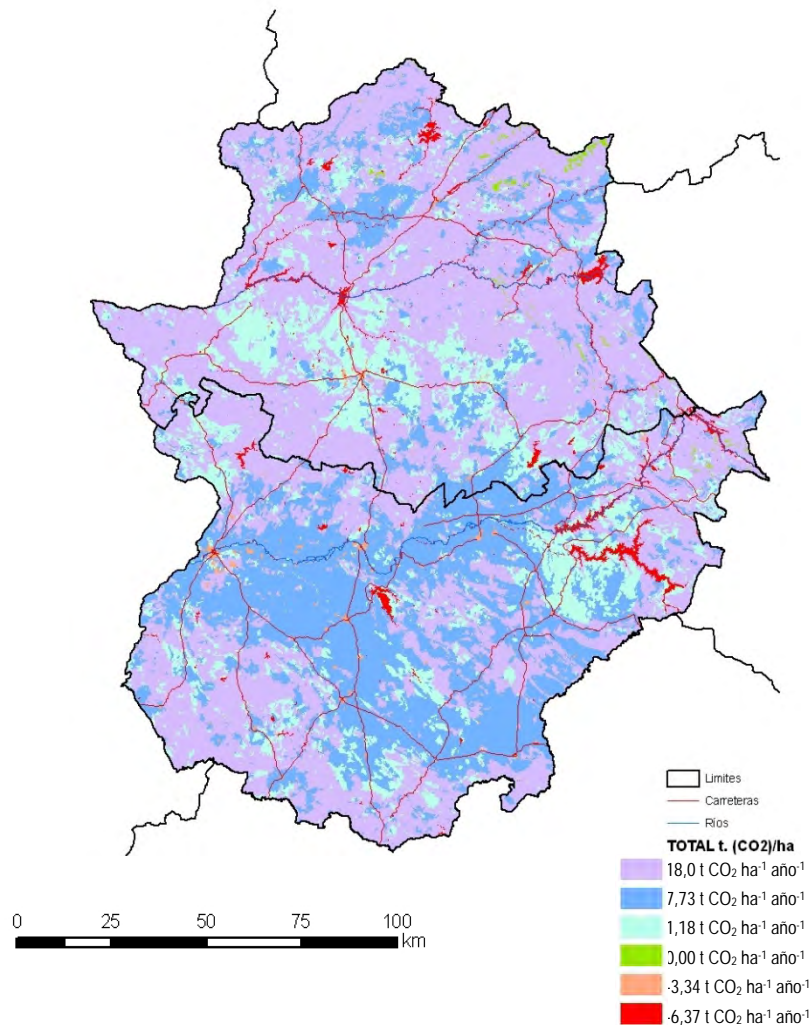 Limites
Carreteras
Ríos
TOTAL t. (CO2)/ha
18,0 t CO₂ ha⁻¹ año⁻¹
7,73 t CO₂ ha⁻¹ año⁻¹
1,18 t CO₂ ha⁻¹ año⁻¹
0,00 t CO₂ ha⁻¹ año⁻¹
-3,34 t CO₂ ha⁻¹ año⁻¹
-6,37 t CO₂ ha⁻¹ año⁻¹
0 25 50 75 100
km